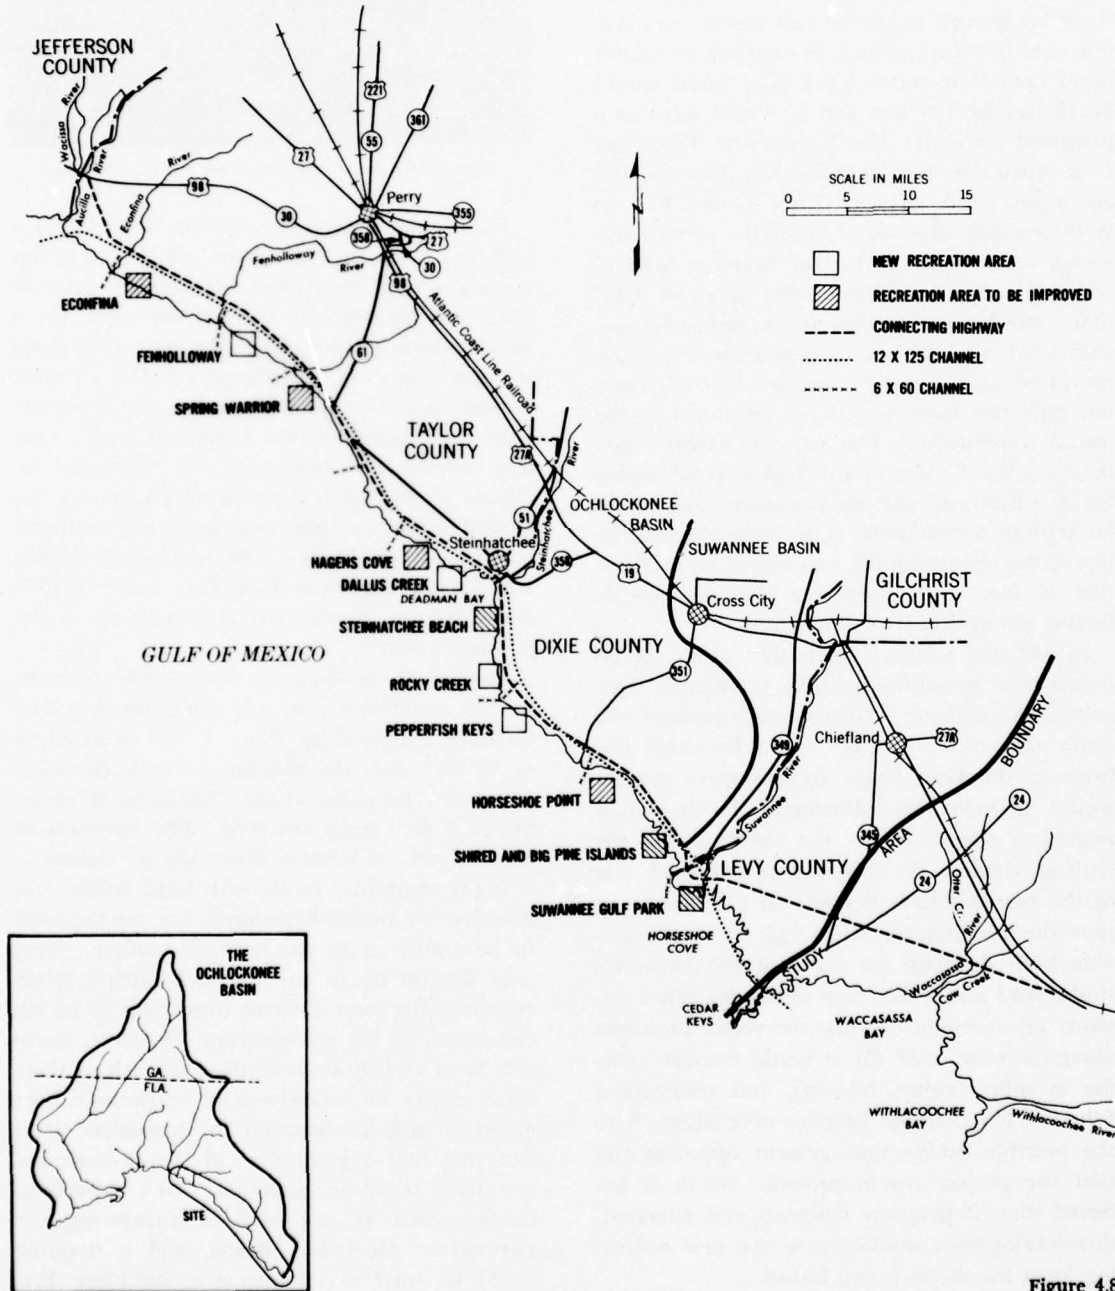 JEFFERSON
COUNTY
Wacissa
River
River
Aucilla
Econfina
River
98
30
27
55
221
361
Perry
355
356
27
30
98
Fenholloway
River
61
Atlantic Coast Line Railroad
SCALE IN MILES
0 5 10 15
NEW RECREATION AREA
RECREATION AREA TO BE IMPROVED
CONNECTING HIGHWAY
12 X 125 CHANNEL
6 X 60 CHANNEL
ECONFINA
FENHOLLOWAY
SPRING WARRIOR
TAYLOR
COUNTY
27A
River
OCHLOCKONEE
BASIN
SUWANNEE BASIN
51
Steinhatchee
Steinhatchee
356
19
HAGENS COVE
DALLUS CREEK
DEADMAN BAY
STEINHATCHEE BEACH
Cross City
GILCHRIST
COUNTY
GULF OF MEXICO
DIXIE COUNTY
351
ROCKY CREEK
PEPPERFISH KEYS
349
Chiefland
27A
HORSESHOE POINT
Suwannee
River
345
24
24
STUDY AREA BOUNDARY
SHIRED AND BIG PINE ISLANDS
LEVY COUNTY
SUWANNEE GULF PARK
HORSESHOE
COVE
Otter Cr.
River
Waccasassa
Cow Creek
CEDAR
KEYS
WACCASASSA
BAY
WITHLACOOCHEE
BAY
Withlacoochee River
THE
OCHLOCKONEE
BASIN
GA.
FLA.
SITE
Figure 4.8